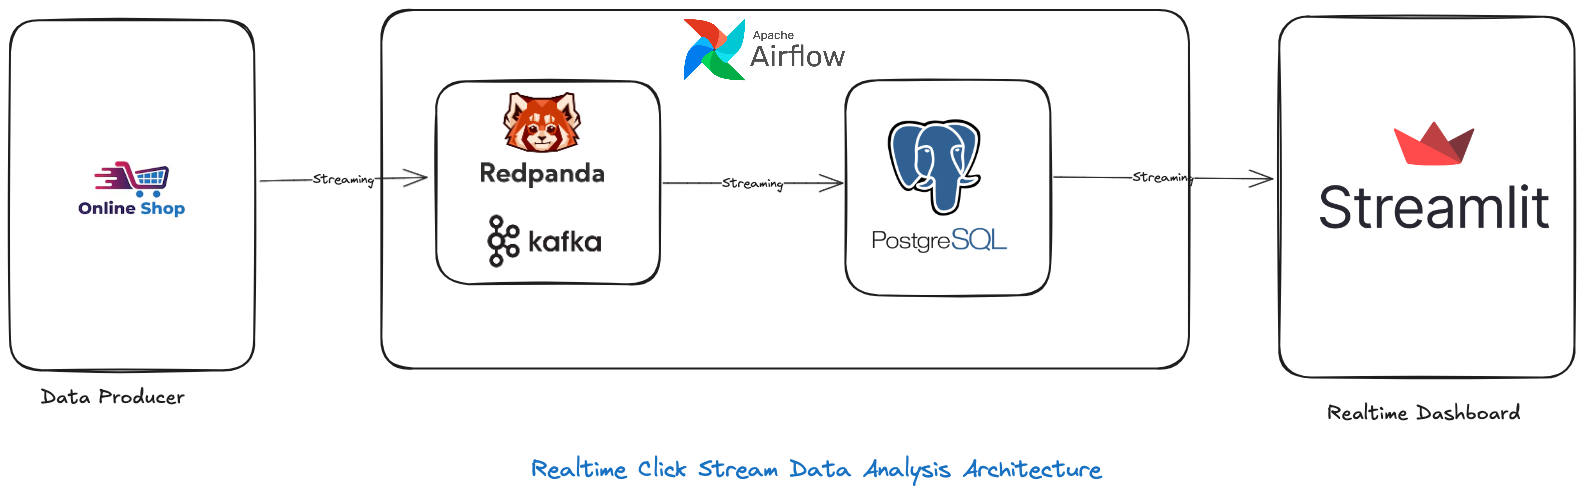 Apache
Airflow
Online Shop
Streaming
Redpanda
kafka
Streaming
PostgreSQL
Streaming
Streamlit
Data Producer
Realtime Dashboard
Realtime Click Stream Data Analysis Architecture